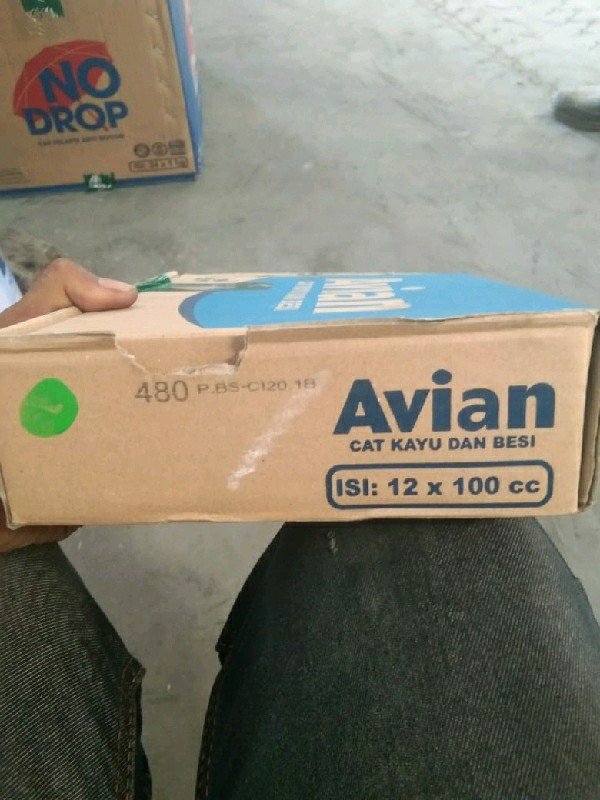 NO
DROP
480 P.BS-C120 1B
Avian
CAT KAYU DAN BESI
ISI: 12 x 100 cc